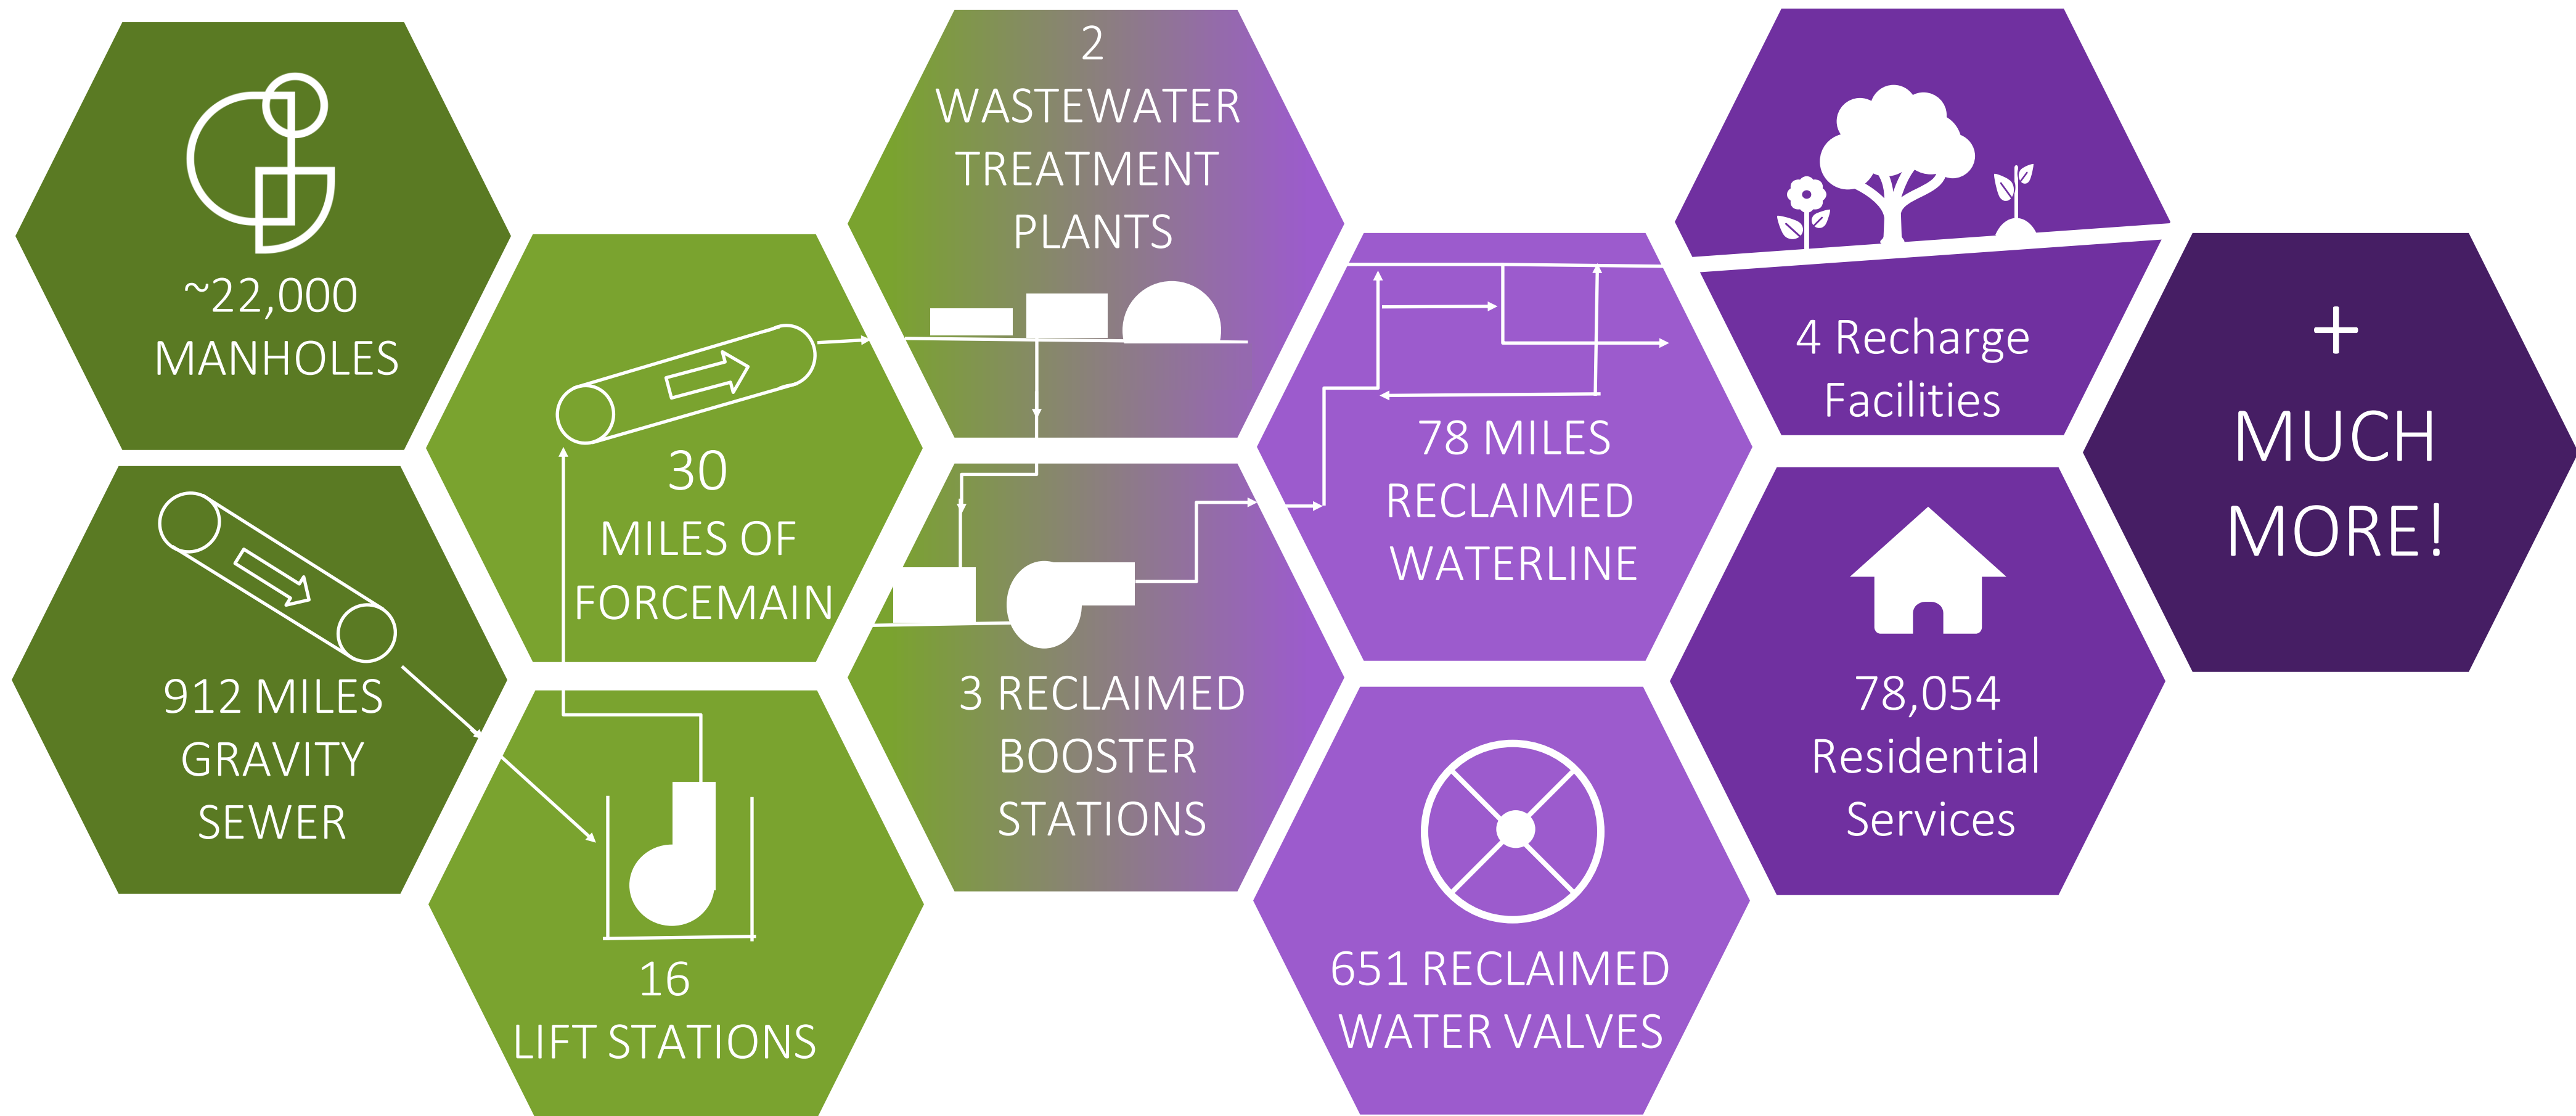 ~22,000
MANHOLES
912 MILES
GRAVITY
SEWER
30
MILES OF
FORCEMAIN
16
LIFT STATIONS
2
WASTEWATER
TREATMENT
PLANTS
3 RECLAIMED
BOOSTER
STATIONS
78 MILES
RECLAIMED
WATERLINE
651 RECLAIMED
WATER VALVES
4 Recharge
Facilities
78,054
Residential
Services
+
MUCH
MORE!